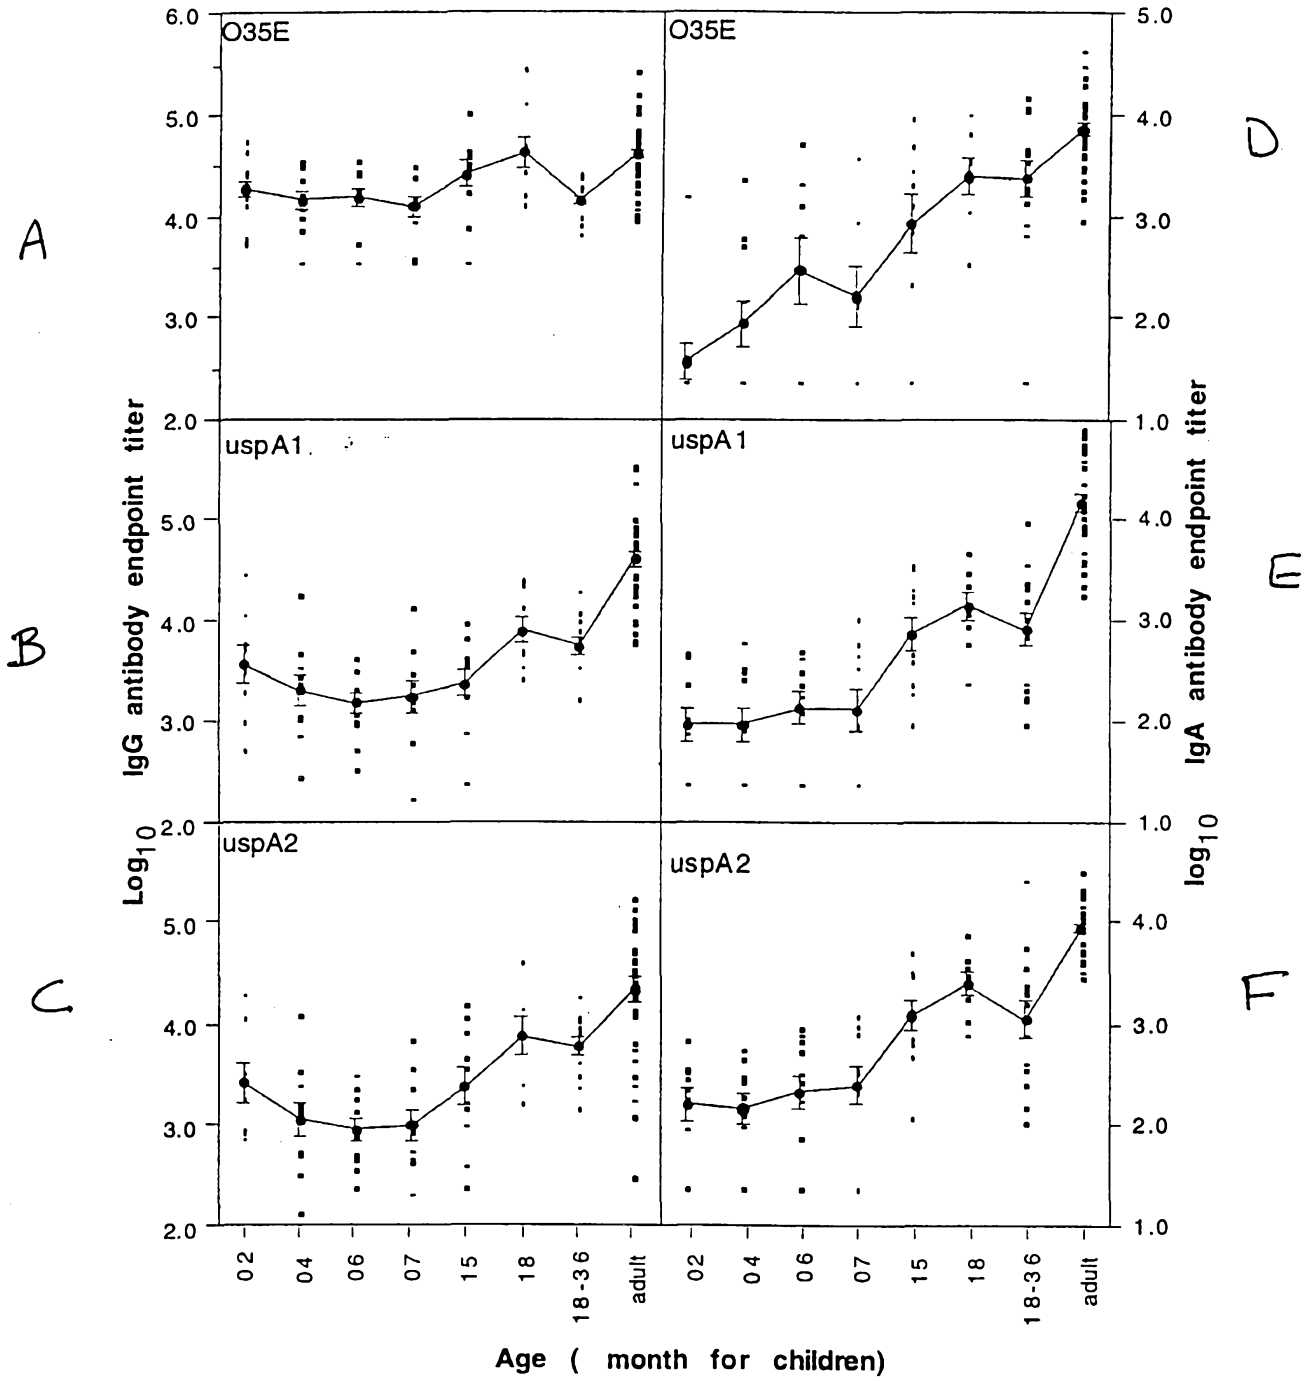 6.0
O35E
O35E
5.0
5.0
4.0
D
A
4.0
3.0
3.0
2.0
2.0
1.0
IgG antibody endpoint titer
Log10
IgA antibody endpoint titer
log10
uspA1
uspA1
5.0
4.0
E
B
4.0
3.0
3.0
2.0
2.0
1.0
uspA2
uspA2
5.0
4.0
C
F
4.0
3.0
3.0
2.0
2.0
1.0
02 04 06 07 15 18 18-36 adult
02 04 06 07 15 18 18-36 adult
Age ( month for children)